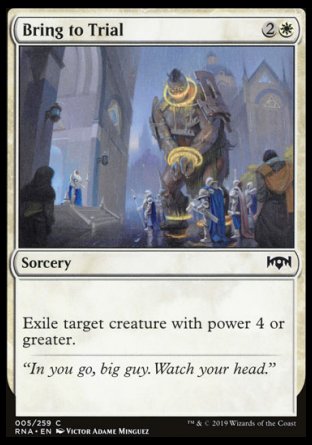 Bring to Trial 2
Sorcery
Exile target creature with power 4 or
greater.
"In you go, big guy. Watch your head."
005/259 C
RNA • EN Victor Adame Minguez
™ & © 2019 Wizards of the Coast